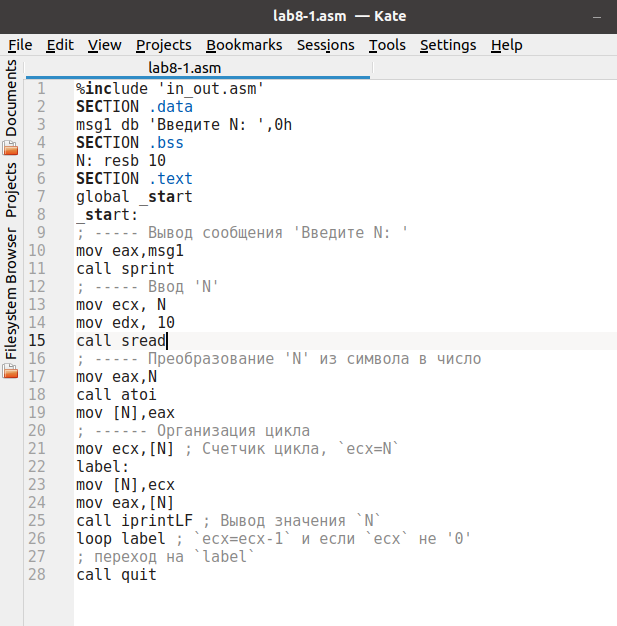 lab8-1.asm — Kate
File Edit View Projects Bookmarks Sessions Tools Settings Help
Documents
Projects
Filesystem Browser
lab8-1.asm
1 %include 'in_out.asm'
2 SECTION .data
3 msg1 db 'Введите N: ',0h
4 SECTION .bss
5 N: resb 10
6 SECTION .text
7 global _start
8 _start:
9 ; ----- Вывод сообщения 'Введите N: '
10 mov eax,msg1
11 call sprint
12 ; ----- Ввод 'N'
13 mov ecx, N
14 mov edx, 10
15 call sread
16 ; ----- Преобразование 'N' из символа в число
17 mov eax,N
18 call atoi
19 mov [N],eax
20 ; ------ Организация цикла
21 mov ecx,[N] ; Счетчик цикла, `ecx=N`
22 label:
23 mov [N],ecx
24 mov eax,[N]
25 call iprintLF ; Вывод значения `N`
26 loop label ; `ecx=ecx-1` и если `ecx` не '0'
27 ; переход на `label`
28 call quit